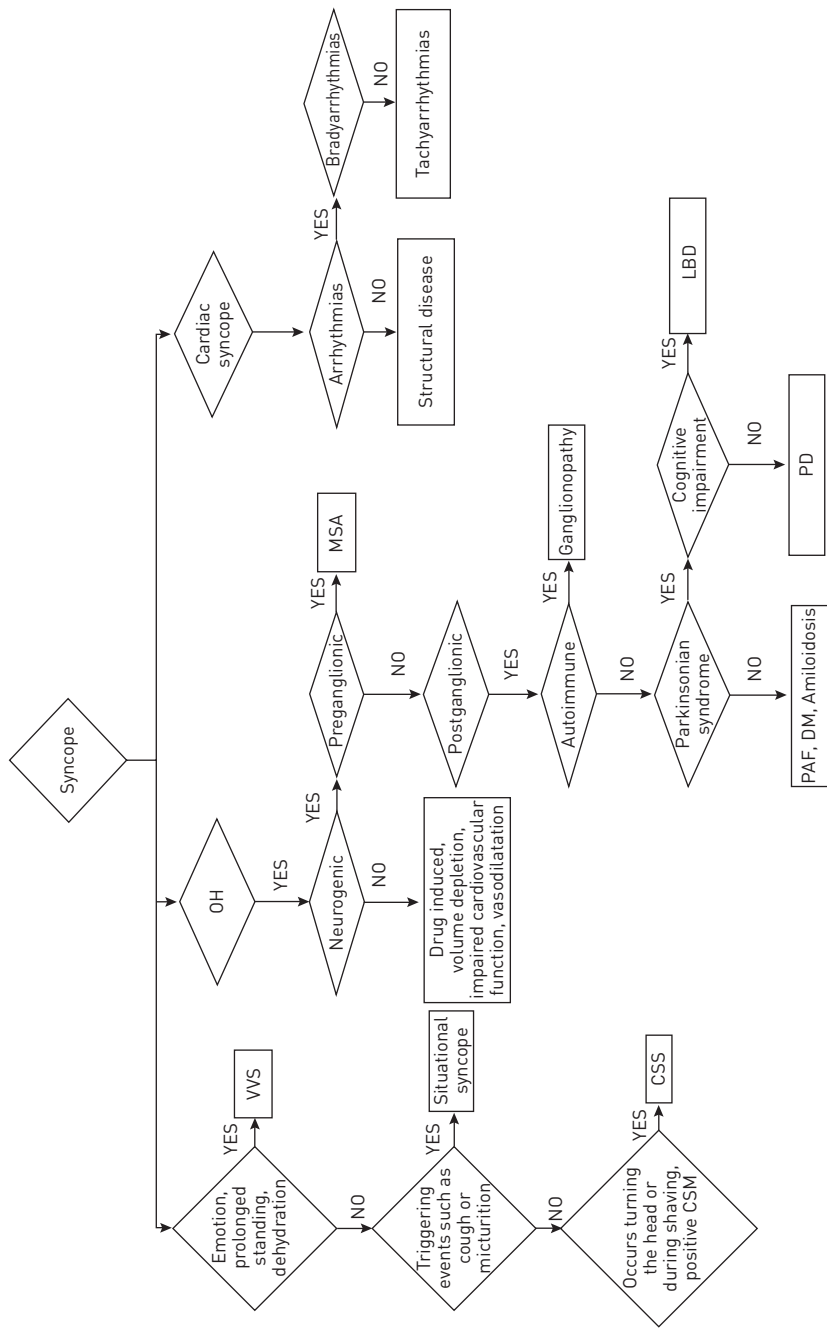 Syncope
Emotion,
prolonged
standing,
dehydration
YES
VVS
NO
Triggering
events such as
cough or
micturition
YES
Situational
syncope
NO
Occurs turning
the head or
during shaving,
positive CSM
YES
CSS
OH
YES
Neurogenic
NO
Drug induced,
volume depletion,
impaired cardiovascular
function, vasodilatation
YES
Preganglionic
YES
MSA
NO
Postganglionic
YES
Autoimmune
YES
Ganglionopathy
NO
Parkinsonian
syndrome
NO
PAF, DM, Amiloidosis
YES
Cognitive
impairment
YES
LBD
NO
PD
Cardiac
syncope
Arrhythmias
NO
Structural disease
YES
Bradyarrhythmias
NO
Tachyarrhythmias